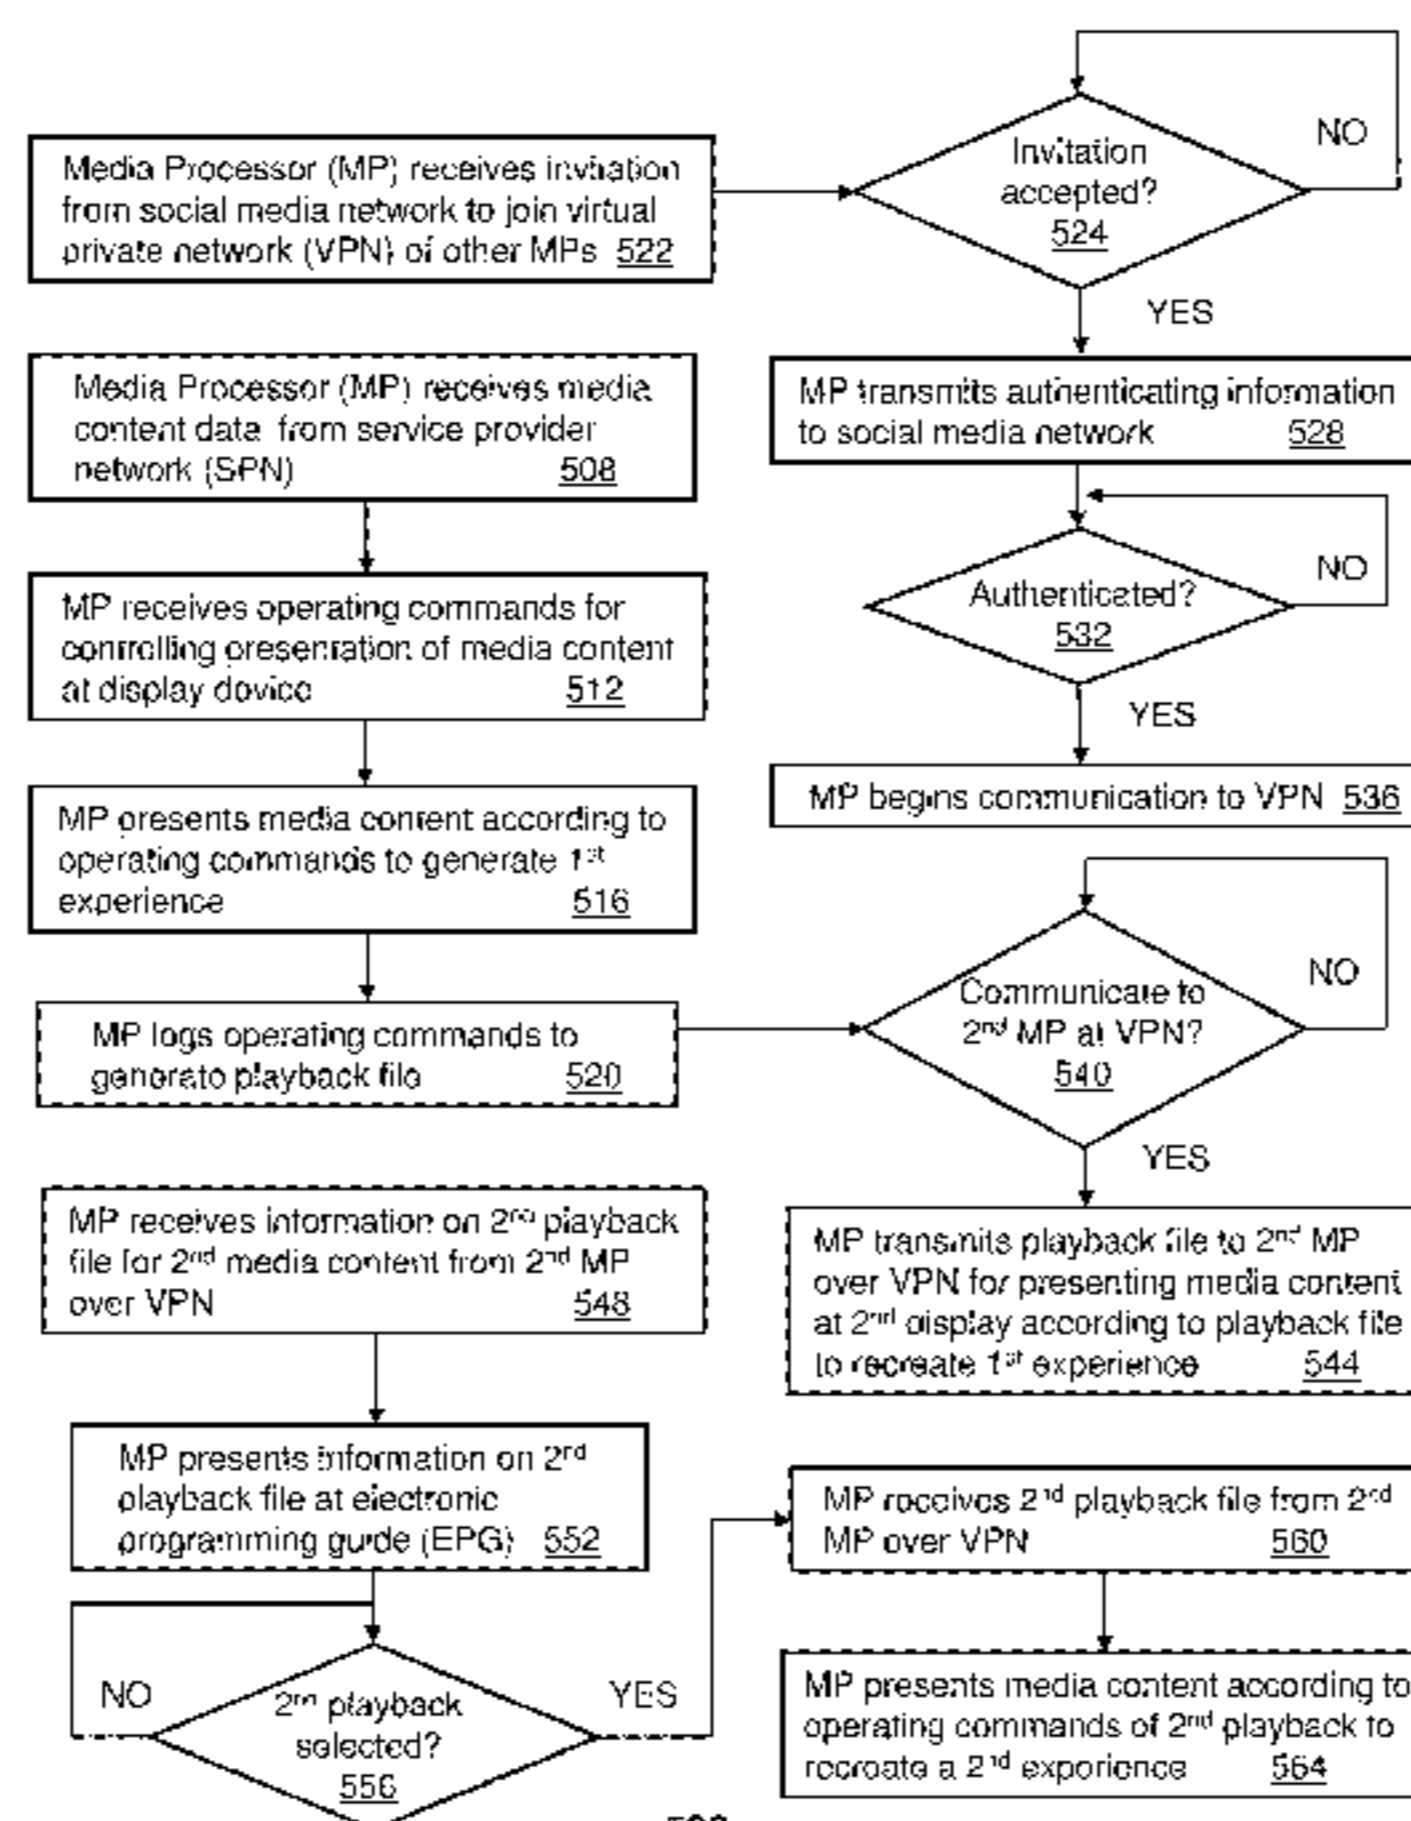 Media Processor (MP) receives invitation
from social media network to join virtual
private network (VPN) of other MPs 522
Invitation
accepted?
524
NO
YES
Media Processor (MP) receives media
content data from service provider
network (SPN) 508
MP transmits authenticating information
to social media network 528
MP receives operating commands for
controlling presentation of media content
at display device 512
Authenticated?
532
NO
YES
MP begins communication to VPN 536
MP presents media content according to
operating commands to generate 1st
experience 516
MP logs operating commands to
generate playback file 520
Communicate to
2nd MP at VPN?
540
NO
YES
MP receives information on 2nd playback
file for 2nd media content from 2nd MP
over VPN 548
MP transmits playback file to 2nd MP
over VPN for presenting media content
at 2nd display according to playback file
to recreate 1st experience 544
MP presents information on 2nd
playback file at electronic
programming guide (EPG) 552
MP receives 2nd playback file from 2nd
MP over VPN 560
NO
2nd playback
selected?
556
YES
MP presents media content according to
operating commands of 2nd playback to
recreate a 2nd experience 564